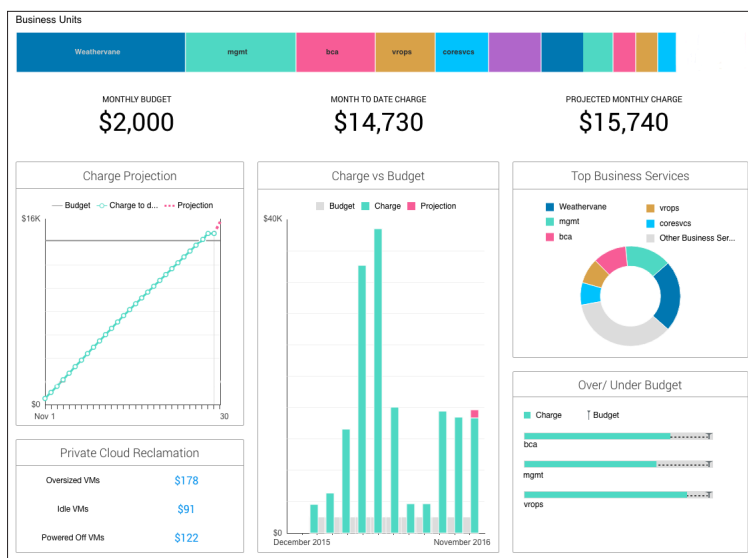 Business Units
Weathervane mgmt bca vrops coresvcs
MONTHLY BUDGET MONTH TO DATE CHARGE PROJECTED MONTHLY CHARGE
$2,000 $14,730 $15,740
Charge Projection
Budget Charge to d... Projection
$16K
$0
Nov 1 30
Private Cloud Reclamation
Oversized VMs $178
Idle VMs $91
Powered Off VMs $122
Charge vs Budget
Budget Charge Projection
$40K
$0
December 2015 November 2016
Top Business Services
Weathervane vrops
mgmt coresvcs
bca Other Business Ser...
Over/ Under Budget
Charge Budget
bca
mgmt
vrops